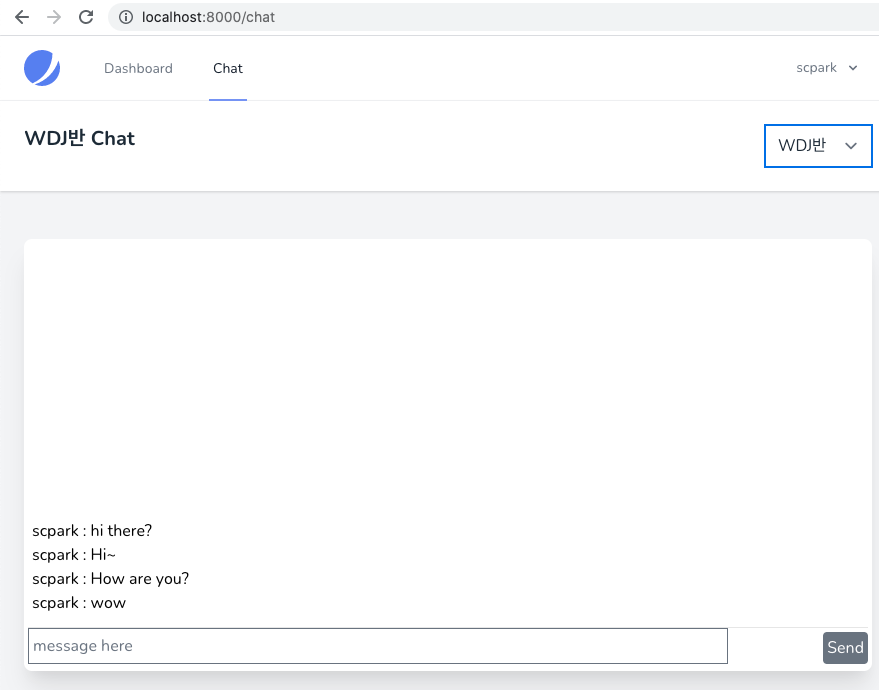 localhost:8000/chat
Dashboard Chat scpark
WDJ반 Chat WDJ반
scpark : hi there?
scpark : Hi~
scpark : How are you?
scpark : wow
message here Send